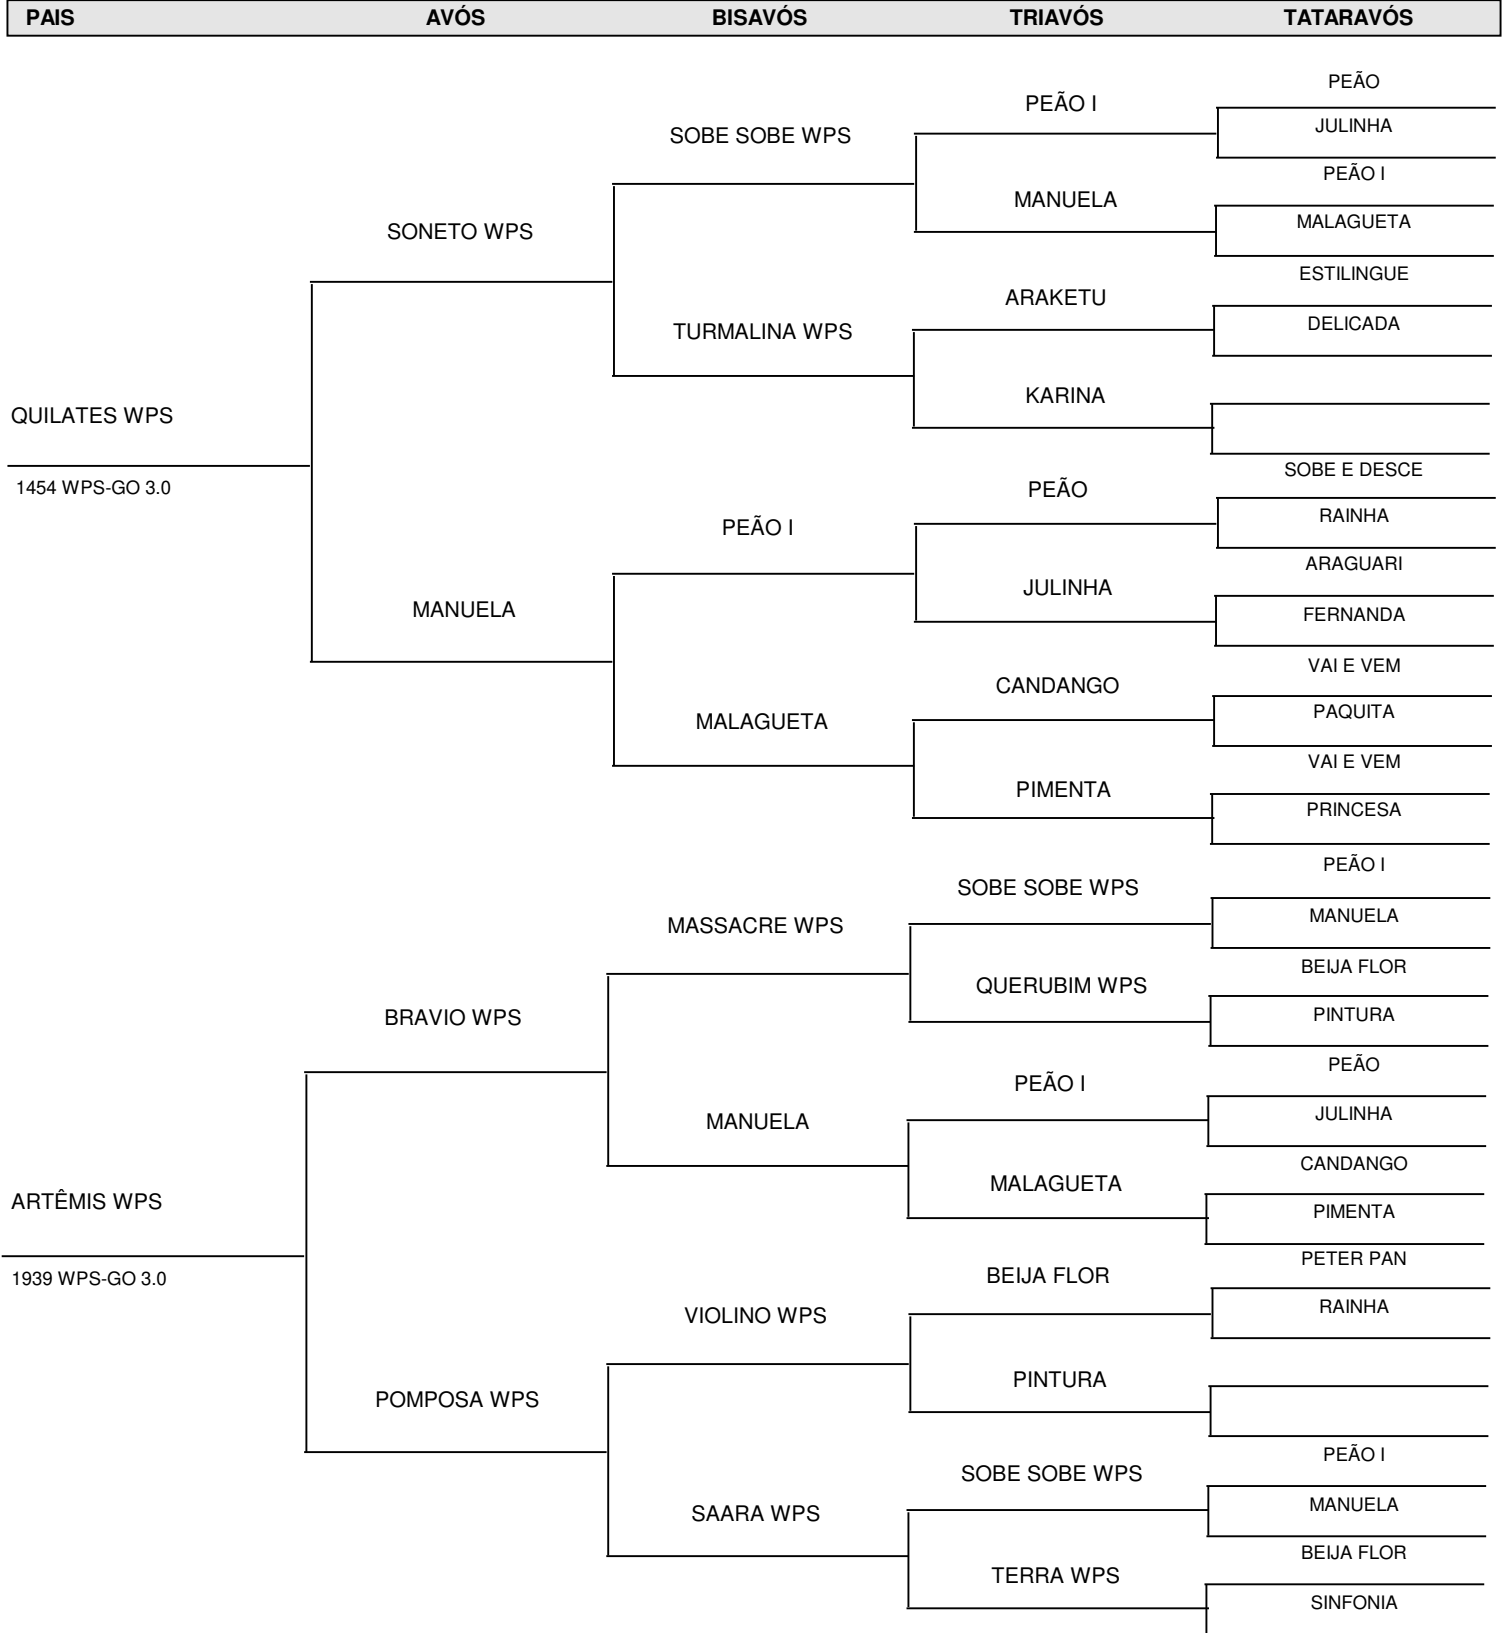 PAIS AVÓS BISAVÓS TRIAVÓS TATARAVÓS
PEÃO
PEÃO I
JULINHA
SOBE SOBE WPS
PEÃO I
MANUELA
MALAGUETA
SONETO WPS
ESTILINGUE
ARAKETU
DELICADA
TURMALINA WPS
KARINA
QUILATES WPS
SOBE E DESCE
1454 WPS-GO 3.0
PEÃO
RAINHA
PEÃO I
ARAGUARI
JULINHA
MANUELA
FERNANDA
VAI E VEM
CANDANGO
PAQUITA
MALAGUETA
VAI E VEM
PIMENTA
PRINCESA
PEÃO I
SOBE SOBE WPS
MANUELA
MASSACRE WPS
BEIJA FLOR
QUERUBIM WPS
PINTURA
BRAVIO WPS
PEÃO
PEÃO I
JULINHA
MANUELA
CANDANGO
MALAGUETA
ARTÊMIS WPS
PIMENTA
PETER PAN
1939 WPS-GO 3.0
BEIJA FLOR
RAINHA
VIOLINO WPS
PINTURA
POMPOSA WPS
PEÃO I
SOBE SOBE WPS
MANUELA
SAARA WPS
BEIJA FLOR
TERRA WPS
SINFONIA